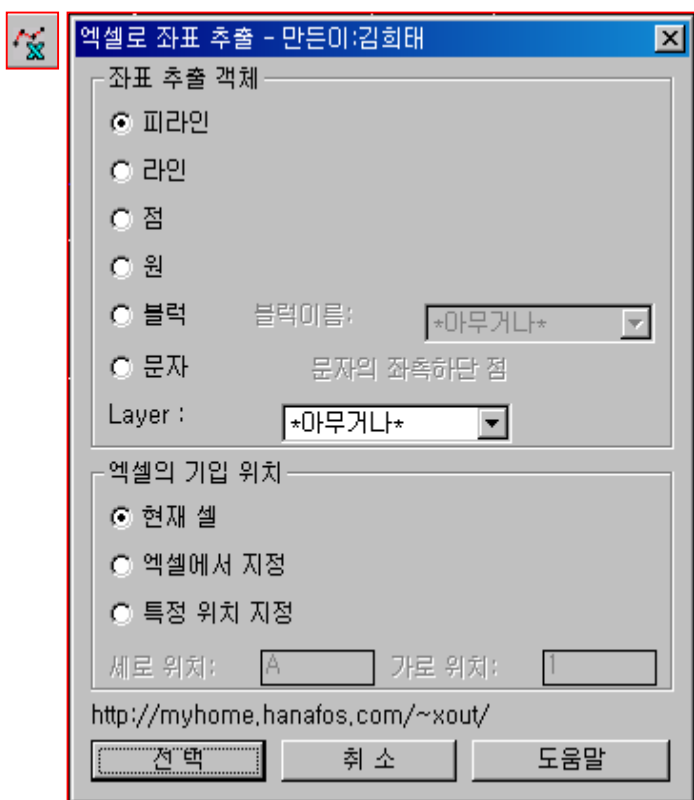 엑셀로 좌표 추출 - 만든이:김희태
좌표 추출 객체
피라인
라인
점
원
블럭 블럭이름: *아무거나*
문자 문자의 좌측하단 점
Layer : *아무거나*
엑셀의 기입 위치
현재 셀
엑셀에서 지정
특정 위치 지정
세로 위치: A 가로 위치: 1
http://myhome.hanafos.com/~xout/
선 택 취 소 도움말